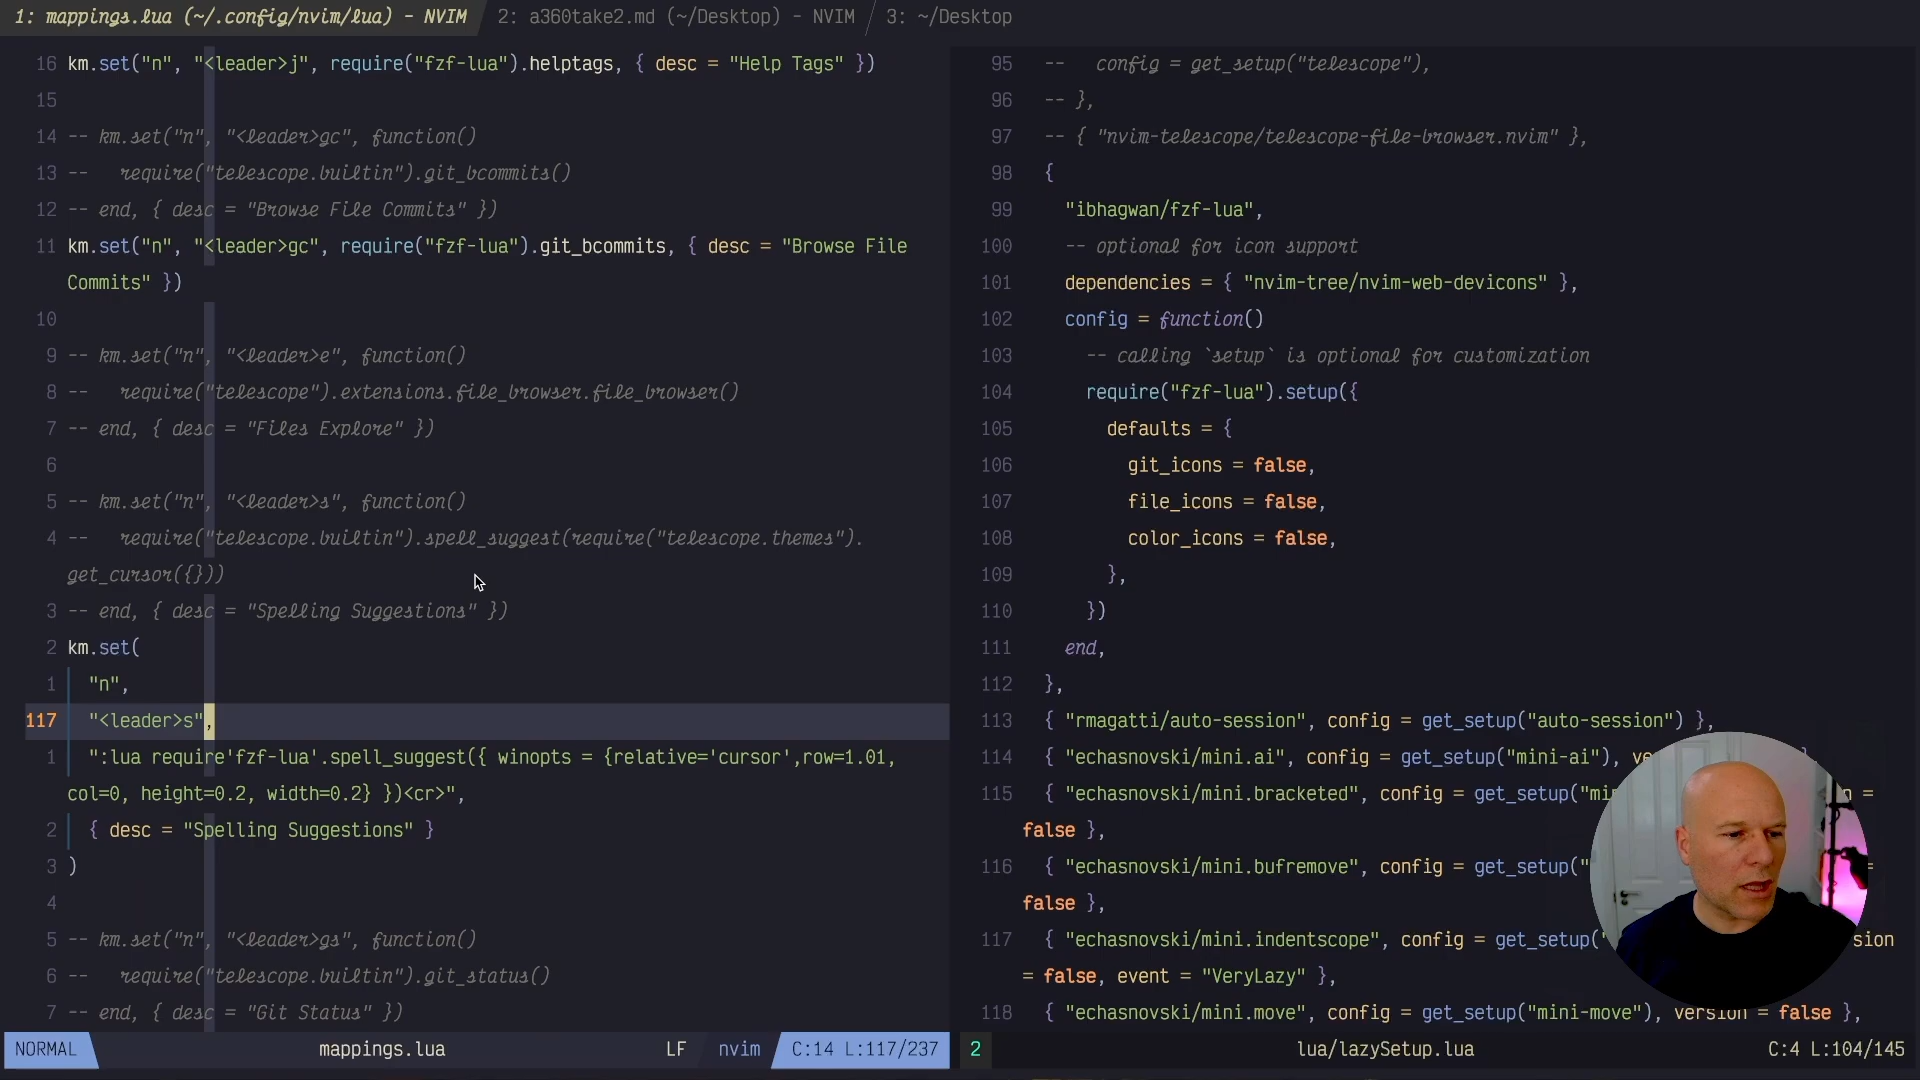 1: mappings.lua (~/.config/nvim/lua) - NVIM  2: a360take2.md (~/Desktop) - NVIM  3: ~/Desktop
16 km.set("n", "<leader>j", require("fzf-lua").helptags, { desc = "Help Tags" })
15
14 -- km.set("n", "<leader>gc", function()
13 --   require("telescope.builtin").git_bcommits()
12 -- end, { desc = "Browse File Commits" })
11 km.set("n", "<leader>gc", require("fzf-lua").git_bcommits, { desc = "Browse File
Commits" })
10
9 -- km.set("n", "<leader>e", function()
8 --   require("telescope").extensions.file_browser.file_browser()
7 -- end, { desc = "Files Explore" })
6
5 -- km.set("n", "<leader>s", function()
4 --   require("telescope.builtin").spell_suggest(require("telescope.themes").
get_cursor({}))
3 -- end, { desc = "Spelling Suggestions" })
2 km.set(
1   "n",
117   "<leader>s",
1   ":lua require'fzf-lua'.spell_suggest({ winopts = {relative='cursor',row=1.01,
col=0, height=0.2, width=0.2} })<cr>",
2   { desc = "Spelling Suggestions" }
3 )
4
5 -- km.set("n", "<leader>gs", function()
6 --   require("telescope.builtin").git_status()
7 -- end, { desc = "Git Status" })
NORMAL  mappings.lua  LF  nvim  C:14 L:117/237
95 --   config = get_setup("telescope"),
96 -- },
97 -- { "nvim-telescope/telescope-file-browser.nvim" },
98 {
99   "ibhagwan/fzf-lua",
100   -- optional for icon support
101   dependencies = { "nvim-tree/nvim-web-devicons" },
102   config = function()
103     -- calling `setup` is optional for customization
104     require("fzf-lua").setup({
105       defaults = {
106         git_icons = false,
107         file_icons = false,
108         color_icons = false,
109       },
110     })
111   end,
112 },
113 { "rmagatti/auto-session", config = get_setup("auto-session") },
114 { "echasnovski/mini.ai", config = get_setup("mini-ai"),
115 { "echasnovski/mini.bracketed", config = get_setup(" =
false },
116 { "echasnovski/mini.bufremove", config = get_setup(" =
false },
117 { "echasnovski/mini.indentscope", config = get_setup(
= false, event = "VeryLazy" },
118 { "echasnovski/mini.move", config = get_setup("mini-move"), version = false },
2  lua/lazySetup.lua  C:4 L:104/145